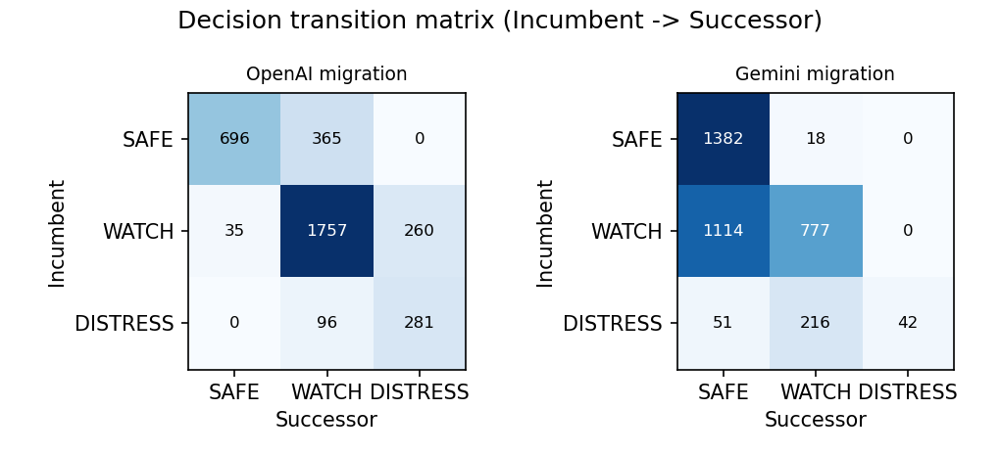 Decision transition matrix (Incumbent -> Successor)
OpenAI migration
Incumbent
SAFE
696 365 0
WATCH
35 1757 260
DISTRESS
0 96 281
SAFE WATCH DISTRESS
Successor
Gemini migration
Incumbent
SAFE
1382 18 0
WATCH
1114 777 0
DISTRESS
51 216 42
SAFE WATCH DISTRESS
Successor